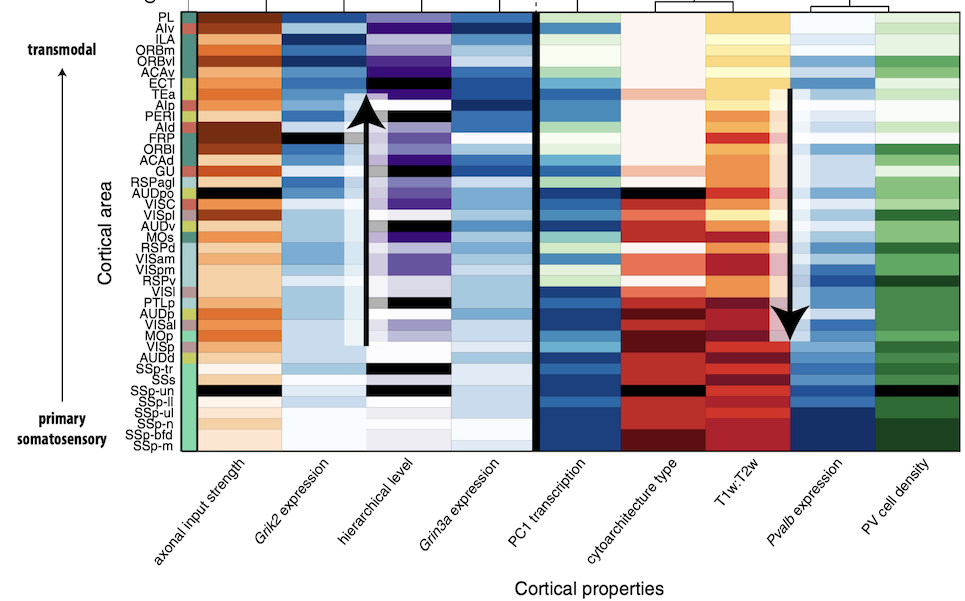 transmodal
primary
somatosensory
Cortical area
PL
AIv
ILA
ORBm
ORBvl
ACAv
ECT
TEa
AIp
PERI
AId
FRP
ORBl
ACAd
GU
RSPagl
AUDpo
VISC
VISpl
AUDv
MOs
RSPd
VISam
VISpm
RSPv
VISl
PTLp
AUDp
VISal
MOp
VISp
AUDd
SSp-tr
SSs
SSp-un
SSp-ll
SSp-ul
SSp-n
SSp-bfd
SSp-m
axonal input strength
Grik2 expression
hierarchical level
Grin3a expression
PC1 transcription
cytoarchitecture type
T1w:T2w
Pvalb expression
PV cell density
Cortical properties